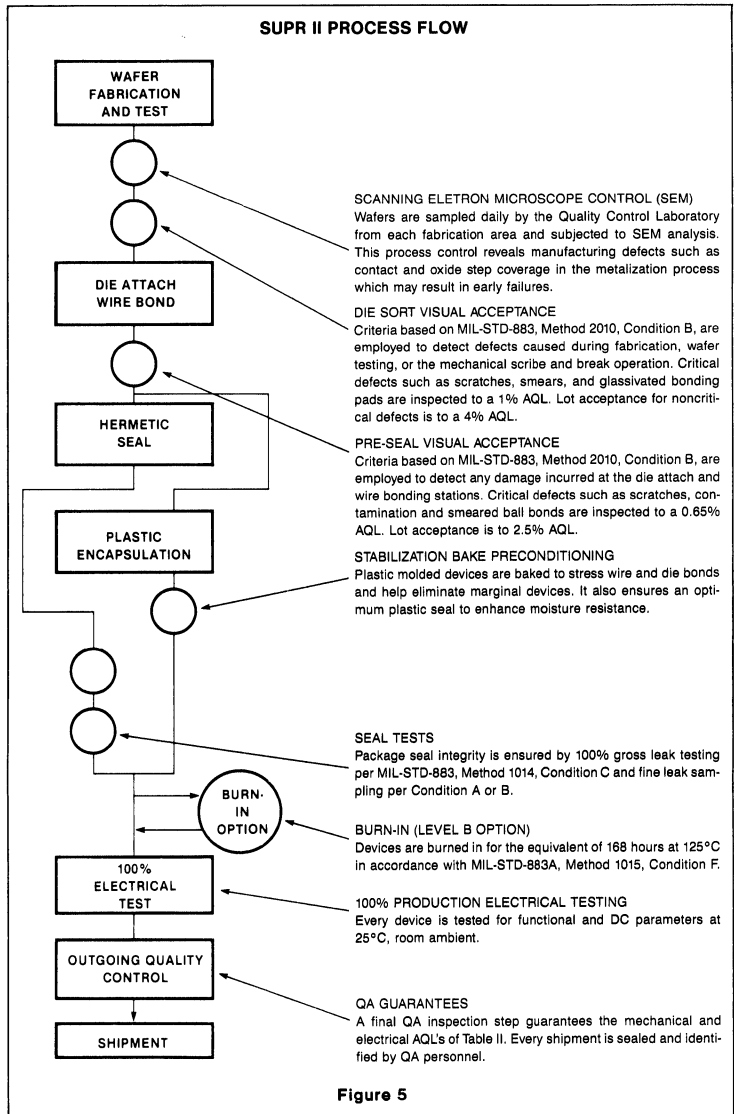 SUPR II PROCESS FLOW
WAFER
FABRICATION
AND TEST
SCANNING ELETRON MICROSCOPE CONTROL (SEM)
Wafers are sampled daily by the Quality Control Laboratory
from each fabrication area and subjected to SEM analysis.
This process control reveals manufacturing defects such as
contact and oxide step coverage in the metalization process
which may result in early failures.
DIE ATTACH
WIRE BOND
DIE SORT VISUAL ACCEPTANCE
Criteria based on MIL-STD-883, Method 2010, Condition B, are
employed to detect defects caused during fabrication, wafer
testing, or the mechanical scribe and break operation. Critical
defects such as scratches, smears, and glassivated bonding
pads are inspected to a 1% AQL. Lot acceptance for noncriti-
cal defects is to a 4% AQL.
HERMETIC
SEAL
PRE-SEAL VISUAL ACCEPTANCE
Criteria based on MIL-STD-883, Method 2010, Condition B, are
employed to detect any damage incurred at the die attach and
wire bonding stations. Critical defects such as scratches, con-
tamination and smeared ball bonds are inspected to a 0.65%
AQL. Lot acceptance is to 2.5% AQL.
PLASTIC
ENCAPSULATION
STABILIZATION BAKE PRECONDITIONING
Plastic molded devices are baked to stress wire and die bonds
and help eliminate marginal devices. It also ensures an opti-
mum plastic seal to enhance moisture resistance.
SEAL TESTS
Package seal integrity is ensured by 100% gross leak testing
per MIL-STD-883, Method 1014, Condition C and fine leak sam-
pling per Condition A or B.
BURN-
IN
OPTION
BURN-IN (LEVEL B OPTION)
Devices are burned in for the equivalent of 168 hours at 125°C
in accordance with MIL-STD-883A, Method 1015, Condition F.
100%
ELECTRICAL
TEST
100% PRODUCTION ELECTRICAL TESTING
Every device is tested for functional and DC parameters at
25°C, room ambient.
OUTGOING QUALITY
CONTROL
QA GUARANTEES
A final QA inspection step guarantees the mechanical and
electrical AQL's of Table II. Every shipment is sealed and identi-
fied by QA personnel.
SHIPMENT
Figure 5